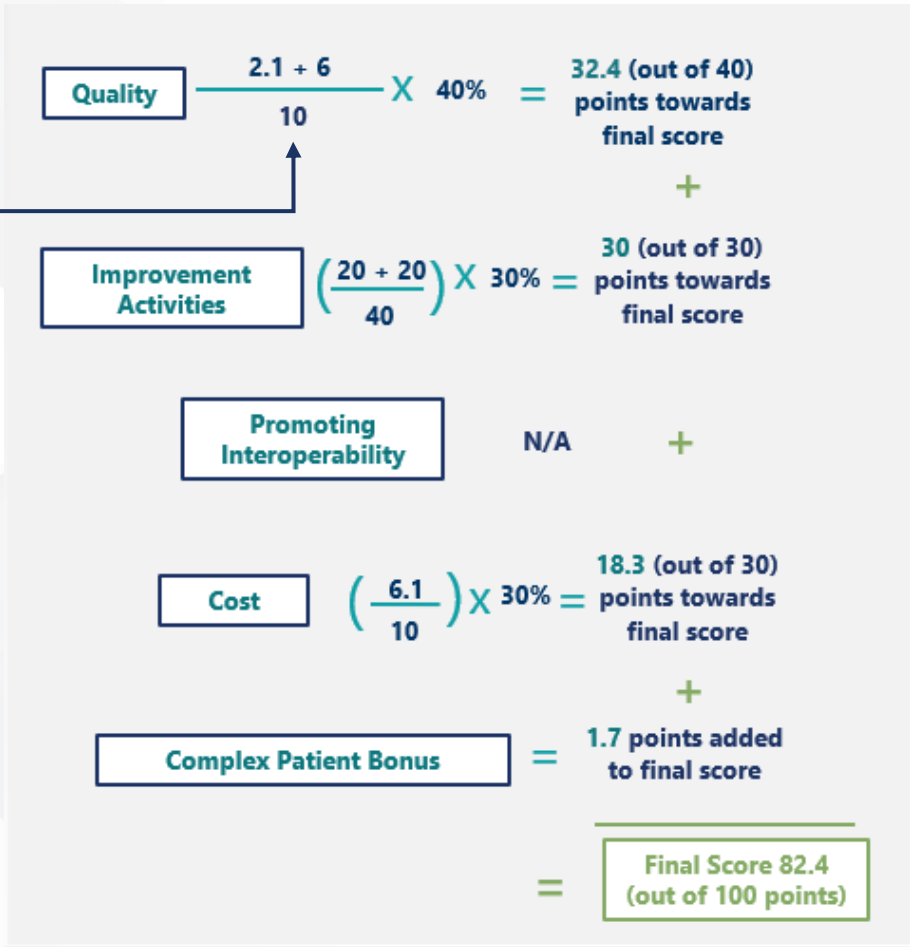 Quality
2.1 + 6
10
X 40% =
32.4 (out of 40)
points towards
final score
+
Improvement
Activities
(20 + 20)
40
X 30% =
30 (out of 30)
points towards
final score
Promoting
Interoperability
N/A +
Cost
(6.1)
10
X 30% =
18.3 (out of 30)
points towards
final score
+
Complex Patient Bonus =
1.7 points added
to final score
=
Final Score 82.4
(out of 100 points)